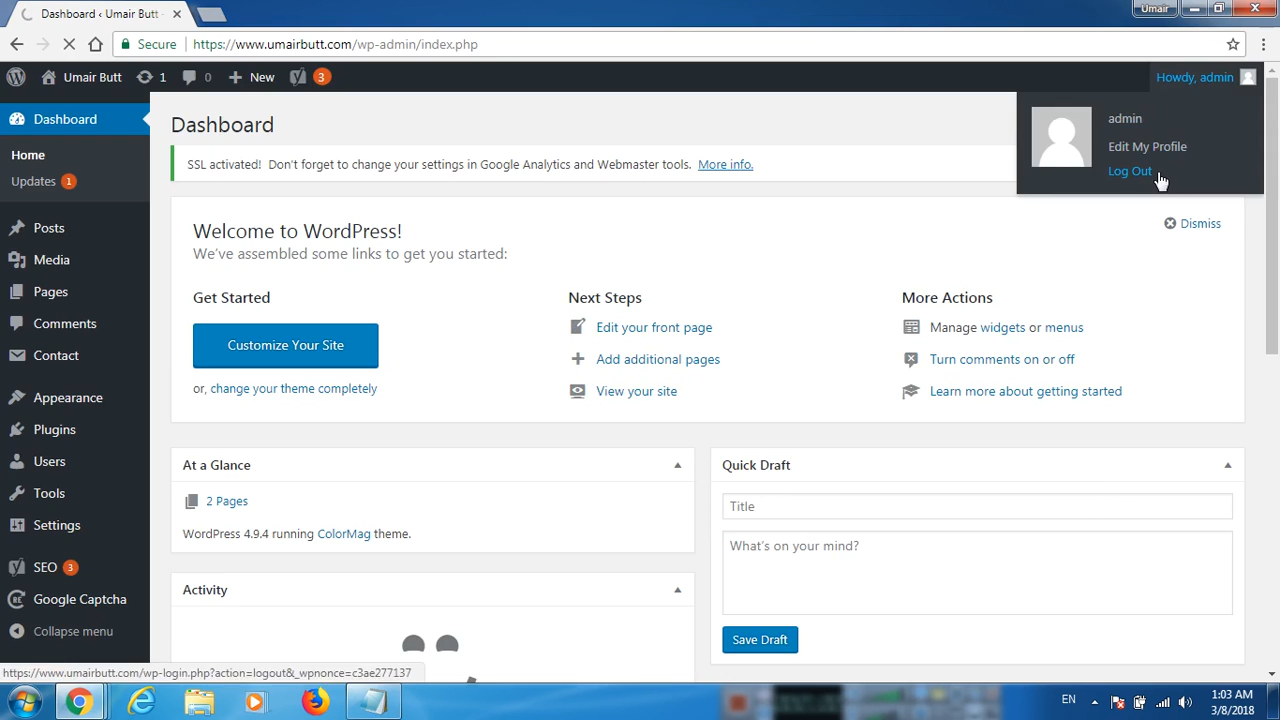 Dashboard ‹ Umair Butt -
Umair
Secure https://www.umairbutt.com/wp-admin/index.php
Umair Butt 1 0 New 3 Howdy, admin
Dashboard
Home
Updates 1
Posts
Media
Pages
Comments
Contact
Appearance
Plugins
Users
Tools
Settings
SEO 3
Google Captcha
Collapse menu
admin
Edit My Profile
Log Out
Dashboard
SSL activated! Don't forget to change your settings in Google Analytics and Webmaster tools. More info.
Dismiss
Welcome to WordPress!
We've assembled some links to get you started:
Get Started
Customize Your Site
or, change your theme completely
Next Steps
Edit your front page
Add additional pages
View your site
More Actions
Manage widgets or menus
Turn comments on or off
Learn more about getting started
At a Glance
2 Pages
WordPress 4.9.4 running ColorMag theme.
Activity
Quick Draft
Title
What's on your mind?
Save Draft
https://www.umairbutt.com/wp-login.php?action=logout&_wpnonce=c3ae277137
EN
1:03 AM
3/8/2018